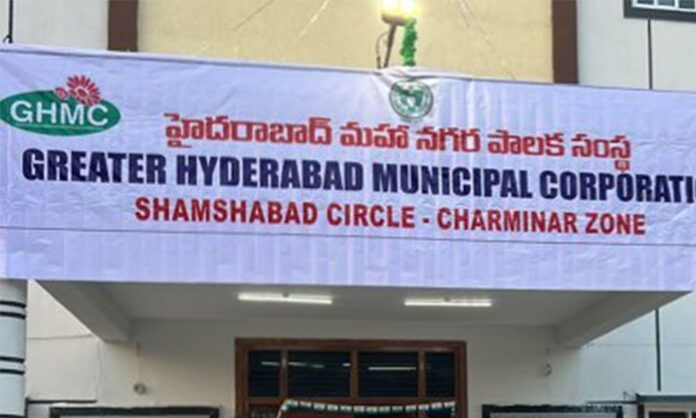 GHMC
హైదరాబాద్ మహా నగర పాలక సంస్థ
GREATER HYDERABAD MUNICIPAL CORPORATI
SHAMSHABAD CIRCLE - CHARMINAR ZONE